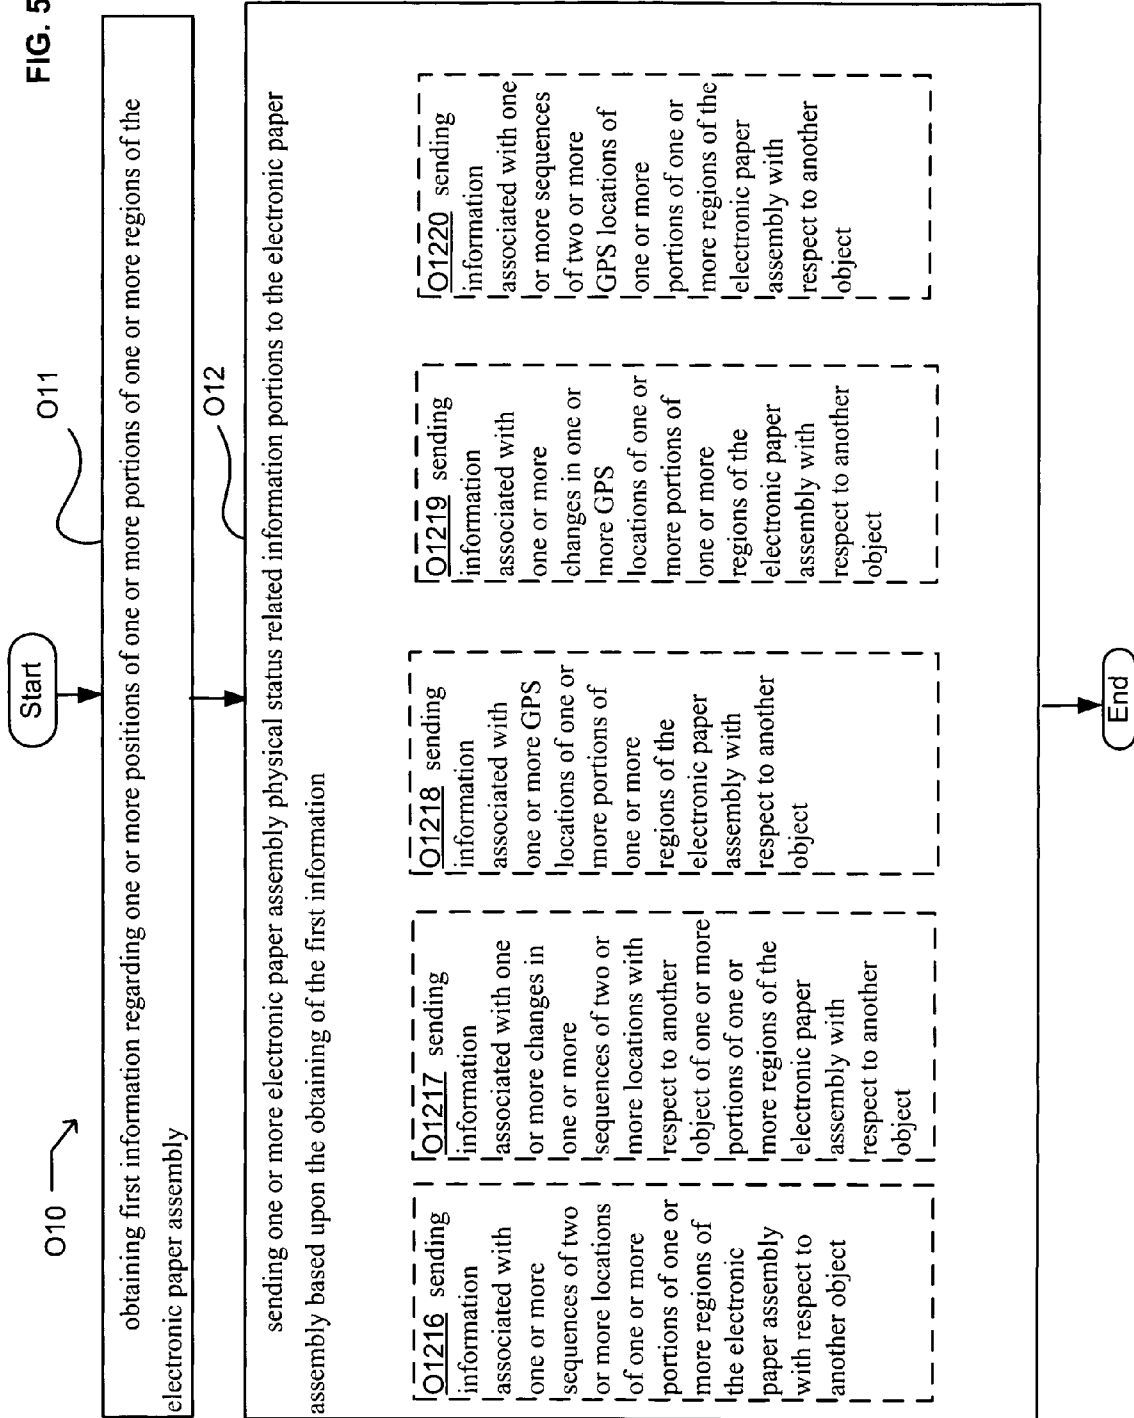 FIG. 5
Start
O10
O11
obtaining first information regarding one or more positions of one or more portions of one or more regions of the
electronic paper assembly
O12
sending one or more electronic paper assembly physical status related information portions to the electronic paper
assembly based upon the obtaining of the first information
O1216 sending
information
associated with
one or more
sequences of two
or more locations
of one or more
portions of one or
more regions of
the electronic
paper assembly
with respect to
another object
O1217 sending
information
associated with one
or more changes in
one or more
sequences of two or
more locations with
respect to another
object of one or more
portions of one or
more regions of the
electronic paper
assembly with
respect to another
object
O1218 sending
information
associated with
one or more GPS
locations of one or
more portions of
one or more
regions of the
electronic paper
assembly with
respect to another
object
O1219 sending
information
associated with
one or more
changes in one or
more GPS
locations of one or
more portions of
one or more
regions of the
electronic paper
assembly with
respect to another
object
O1220 sending
information
associated with one
or more sequences
of two or more
GPS locations of
one or more
portions of one or
more regions of the
electronic paper
assembly with
respect to another
object
End